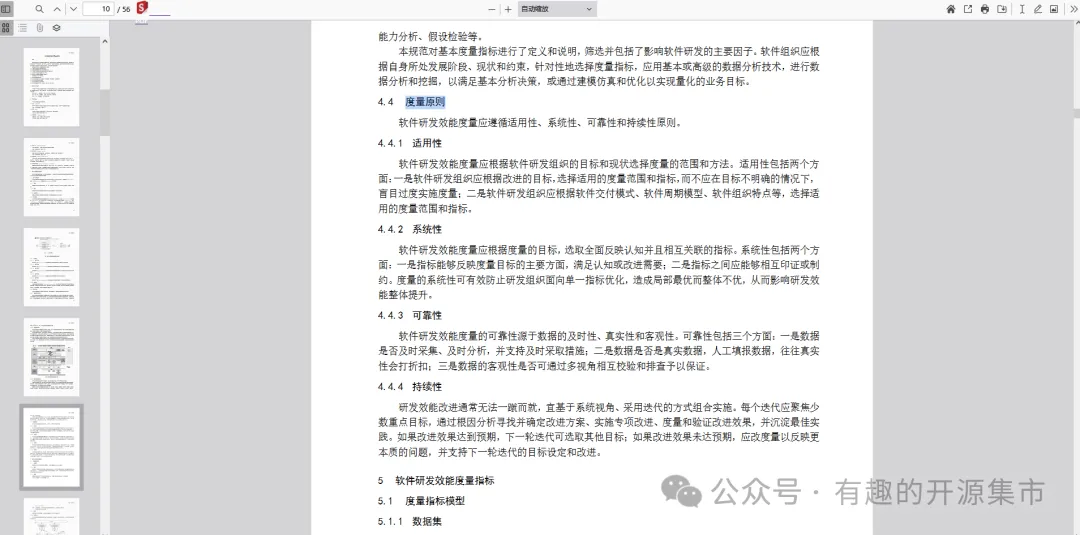 10 / 56
自动缩放
能力分析、假设检验等。
本规范对基本度量指标进行了定义和说明，筛选并包括了影响软件研发的主要因子。软件组织应根
据自身所处发展阶段、现状和约束，针对性地选择度量指标，应用基本或高级的数据分析技术，进行数
据分析和挖掘，以满足基本分析决策，或通过建模仿真和优化以实现量化的业务目标。
4.4 度量原则
软件研发效能度量应遵循适用性、系统性、可靠性和持续性原则。
4.4.1 适用性
软件研发效能度量应根据软件研发组织的目标和现状选择度量的范围和方法。适用性包括两个方
面：一是软件研发组织应根据改进的目标，选择适用的度量范围和指标，而不应在目标不明确的情况下，
盲目过度实施度量；二是软件研发组织应根据软件交付模式、软件周期模型、软件组织特点等，选择适
用的度量范围和指标。
4.4.2 系统性
软件研发效能度量应根据度量的目标，选取全面反映认知并且相互关联的指标。系统性包括两个方
面：一是指标能够反映度量目标的主要方面，满足认知或改进需要；二是指标之间应能够相互印证或制
约。度量的系统性可有效防止研发组织面向单一指标优化，造成局部最优而整体不优，从而影响研发效
能整体提升。
4.4.3 可靠性
软件研发效能度量的可靠性源于数据的及时性、真实性和客观性。可靠性包括三个方面：一是数据
是否及时采集、及时分析，并支持及时采取措施；二是数据是否是真实数据，人工填报数据，往往真实
性会打折扣；三是数据的客观性是否可通过多视角相互校验和排查予以保证。
4.4.4 持续性
研发效能改进通常无法一蹴而就，宜基于系统视角、采用迭代的方式组合实施。每个迭代应聚焦少
数重点目标，通过根因分析寻找并确定改进方案、实施专项改进、度量和验证改进效果，并沉淀最佳实
践。如果改进效果达到预期，下一轮迭代可选取其他目标；如果改进效果未达预期，应改度量以反映更
本质的问题，并支持下一轮迭代的目标设定和改进。
5 软件研发效能度量指标
5.1 度量指标模型
5.1.1 数据集
公众号 · 有趣的开源集市